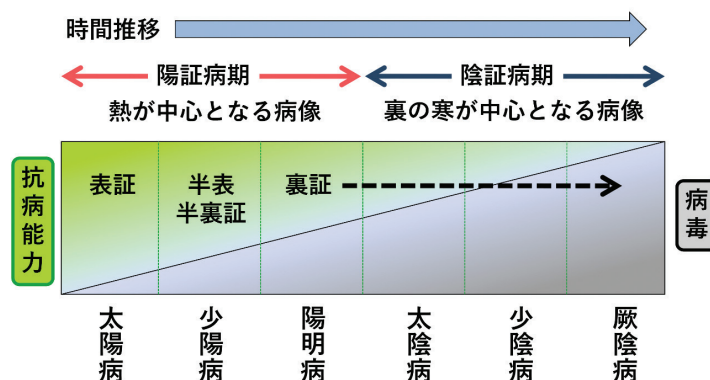 時間推移
陽証病期
陰証病期
熱が中心となる病像
裏の寒が中心となる病像
抗病能力
表証
半表
半裏証
裏証
病毒
太陽病
少陽病
陽明病
太陰病
少陰病
厥陰病